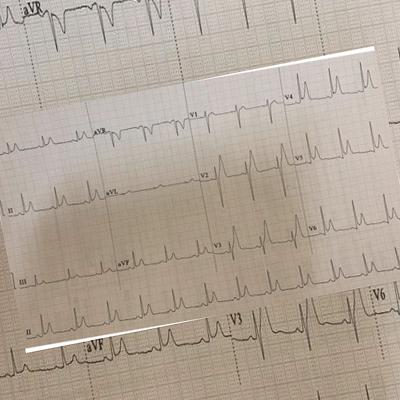 aVR
aVR V1 V4
II aVL V2 V5
III aVF V3 V6
II
aVF V3 V6